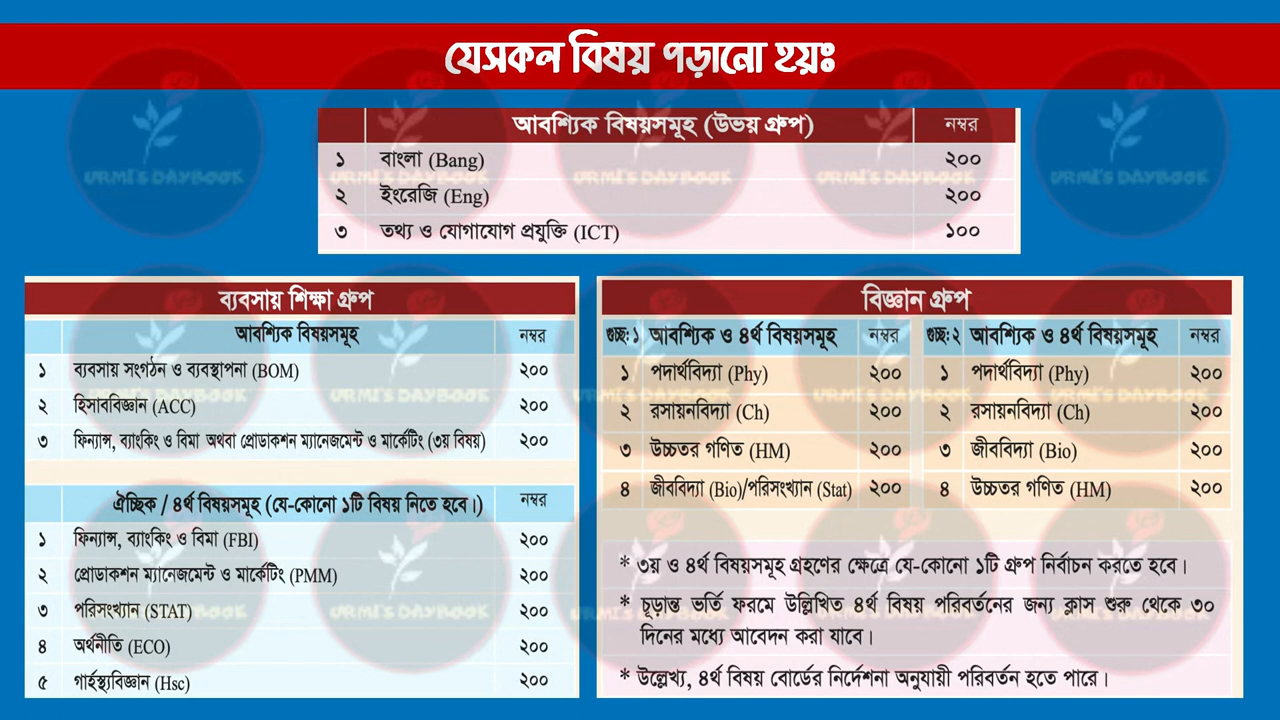 যেসকল বিষয় পড়ানো হয়ঃ
আবশ্যিক বিষয়সমূহ (উভয় গ্রুপ) নম্বর
১ বাংলা (Bang) ২০০
২ ইংরেজি (Eng) ২০০
৩ তথ্য ও যোগাযোগ প্রযুক্তি (ICT) ১০০
ব্যবসায় শিক্ষা গ্রুপ
আবশ্যিক বিষয়সমূহ নম্বর
১ ব্যবসায় সংগঠন ও ব্যবস্থাপনা (BOM) ২০০
২ হিসাববিজ্ঞান (ACC) ২০০
৩ ফিন্যান্স, ব্যাংকিং ও বিমা অথবা প্রোডাকশন ম্যানেজমেন্ট ও মার্কেটিং (৩য় বিষয়) ২০০
ঐচ্ছিক / ৪র্থ বিষয়সমূহ (যে-কোনো ১টি বিষয় নিতে হবে।) নম্বর
১ ফিন্যান্স, ব্যাংকিং ও বিমা (FBI) ২০০
২ প্রোডাকশন ম্যানেজমেন্ট ও মার্কেটিং (PMM) ২০০
৩ পরিসংখ্যান (STAT) ২০০
৪ অর্থনীতি (ECO) ২০০
৫ গার্হস্থ্যবিজ্ঞান (Hsc) ২০০
বিজ্ঞান গ্রুপ
গুচ্ছ: ১ আবশ্যিক ও ৪র্থ বিষয়সমূহ নম্বর
১ পদার্থবিদ্যা (Phy) ২০০
২ রসায়নবিদ্যা (Ch) ২০০
৩ উচ্চতর গণিত (HM) ২০০
৪ জীববিদ্যা (Bio)/পরিসংখ্যান (Stat) ২০০
গুচ্ছ: ২ আবশ্যিক ও ৪র্থ বিষয়সমূহ নম্বর
১ পদার্থবিদ্যা (Phy) ২০০
২ রসায়নবিদ্যা (Ch) ২০০
৩ জীববিদ্যা (Bio) ২০০
৪ উচ্চতর গণিত (HM) ২০০
* ৩য় ও ৪র্থ বিষয়সমূহ গ্রহণের ক্ষেত্রে যে-কোনো ১টি গ্রুপ নির্বাচন করতে হবে।
* চূড়ান্ত ভর্তি ফরমে উল্লিখিত ৪র্থ বিষয় পরিবর্তনের জন্য ক্লাস শুরু থেকে ৩০
দিনের মধ্যে আবেদন করা যাবে।
* উল্লেখ্য, ৪র্থ বিষয় বোর্ডের নির্দেশনা অনুযায়ী পরিবর্তন হতে পারে।
URMI'S DAYBOOK